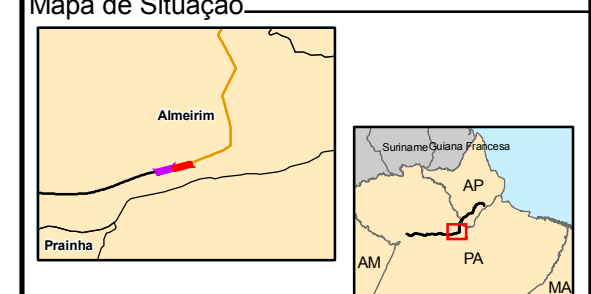 Mapa de Situação
Almeirim
Prainha
Suriname
Guiana Francesa
AP
AM
PA
MA